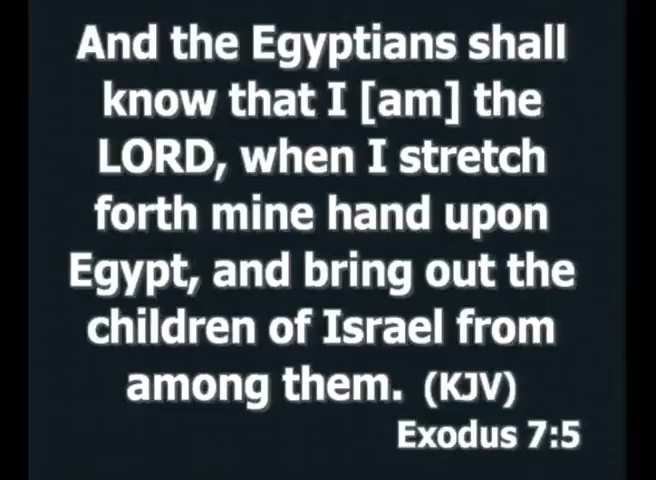 And the Egyptians shall
know that I [am] the
LORD, when I stretch
forth mine hand upon
Egypt, and bring out the
children of Israel from
among them. (KJV)
Exodus 7:5